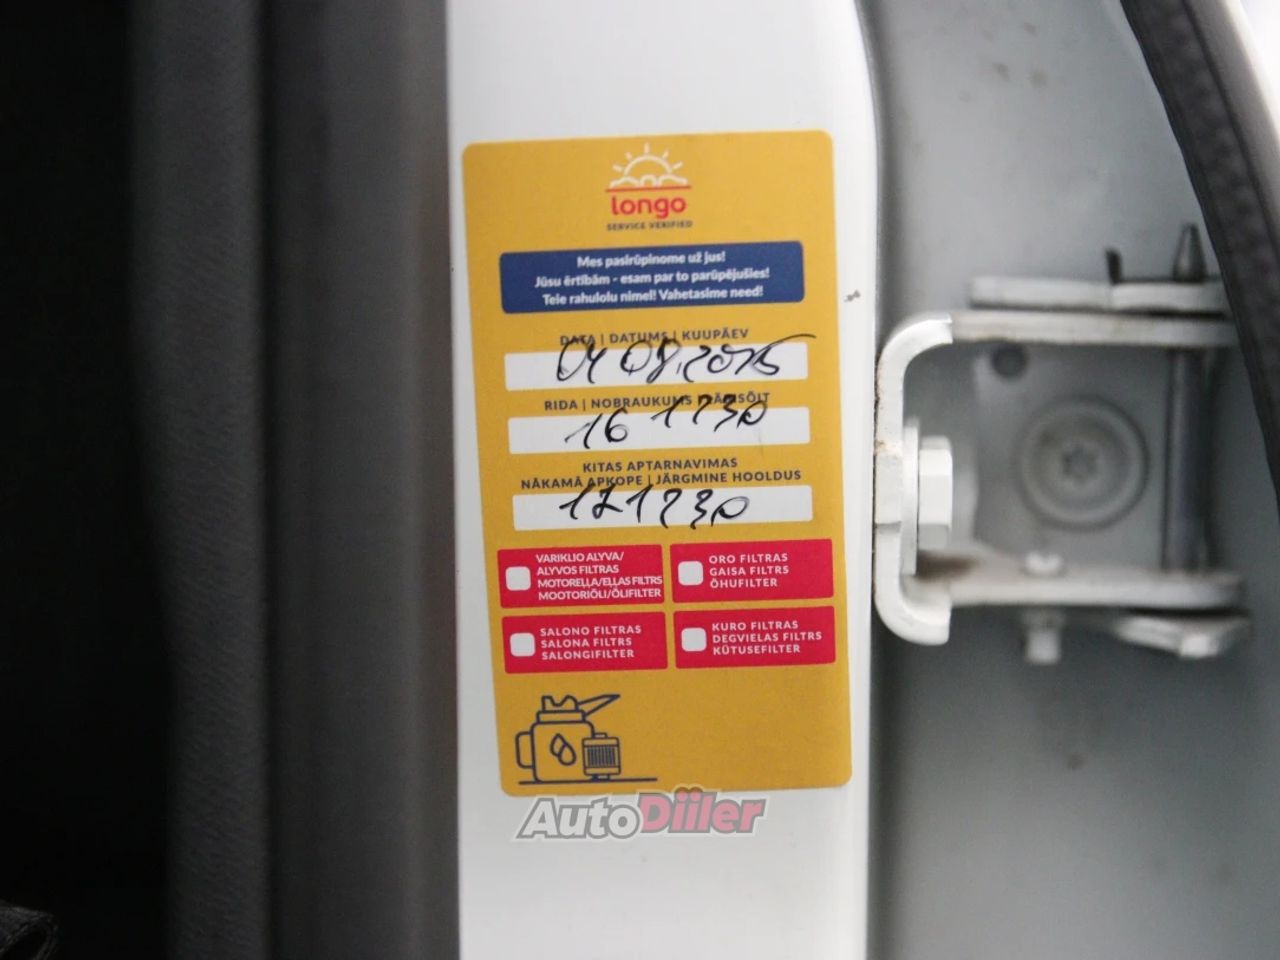 longo
SERVICE VERIFIED
Mes pasirūpinome už jus!
Jūsu ērtībām - esam par to parūpējušies!
Teie rahulolu nimel! Vahetasime need!
DATA | DATUMS | KUUPÄEV
04 08.2025
RIDA | NOBRAUKUMS | LÄBISÕIT
161230
KITAS APTARNAVIMAS
NĀKAMĀ APKOPE | JÄRGMINE HOOLDUS
171230
VARIKLIO ALYVA/
ALYVOS FILTRAS
MOTOREĻĻA/EĻĻAS FILTRS
MOOTORIÕLI/ÕLIFILTER
ORO FILTRAS
GAISA FILTRS
ÕHUFILTER
SALONO FILTRAS
SALONA FILTRS
SALONGIFILTER
KURO FILTRAS
DEGVIELAS FILTRS
KÜTUSEFILTER
AutoDiiler